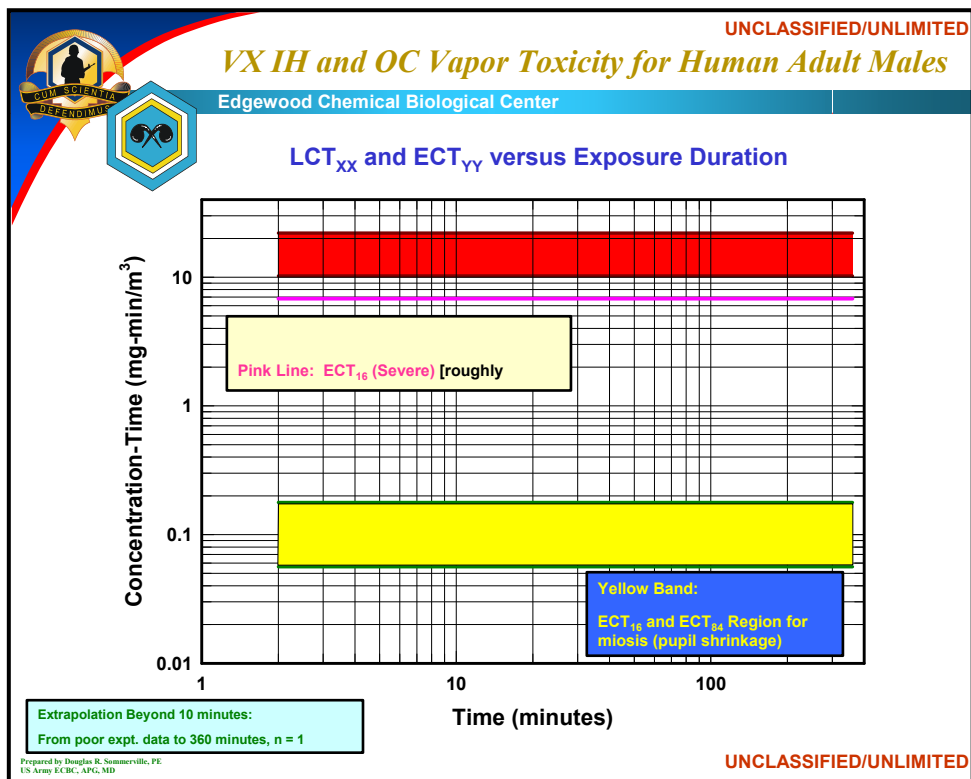 UNCLASSIFIED/UNLIMITED
VX IH and OC Vapor Toxicity for Human Adult Males
CUM SCIENTIA
DEFENDIMUS
Edgewood Chemical Biological Center
LCT_XX and ECT_YY versus Exposure Duration
Concentration-Time (mg-min/m³)
10
1
0.1
0.01
Pink Line: ECT₁₆ (Severe) [roughly
Yellow Band:
ECT₁₆ and ECT₈₄ Region for
miosis (pupil shrinkage)
1
10
100
Time (minutes)
Extrapolation Beyond 10 minutes:
From poor expt. data to 360 minutes, n = 1
Prepared by Douglas R. Sommerville, PE
US Army ECBC, APG, MD
UNCLASSIFIED/UNLIMITED